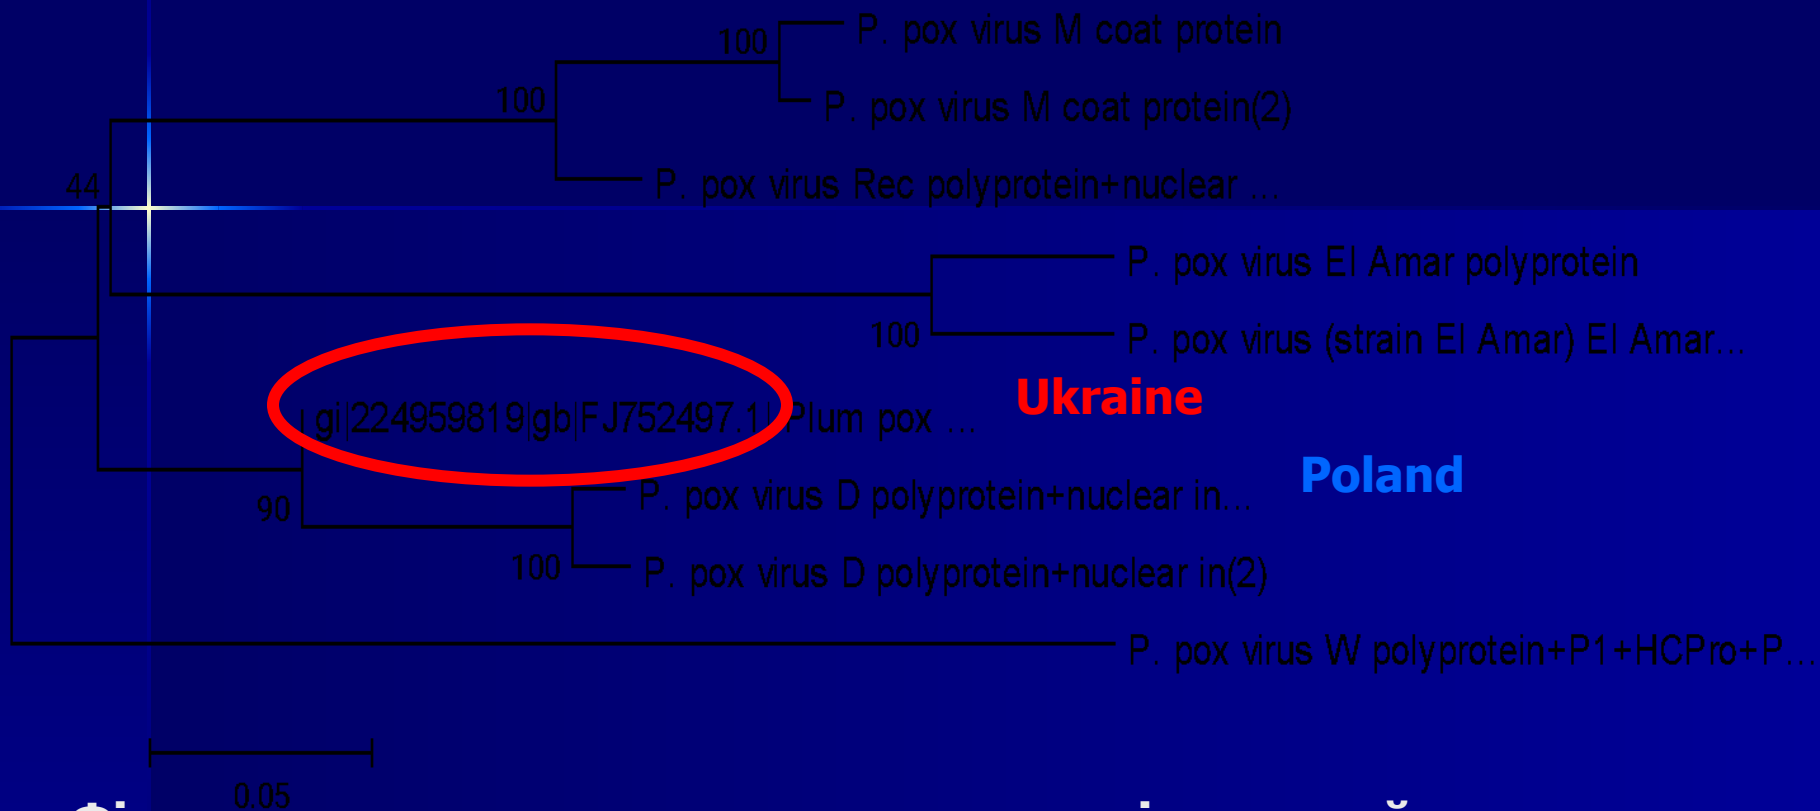 P. pox virus M coat protein
100
P. pox virus M coat protein(2)
100
P. pox virus Rec polyprotein+nuclear ...
44
P. pox virus El Amar polyprotein
P. pox virus (strain El Amar) El Amar...
100
Ukraine
gi|224959819|gb|FJ752497.1| Plum pox ...
Poland
P. pox virus D polyprotein+nuclear in...
90
P. pox virus D polyprotein+nuclear in(2)
100
P. pox virus W polyprotein+P1+HCPro+P...
0.05